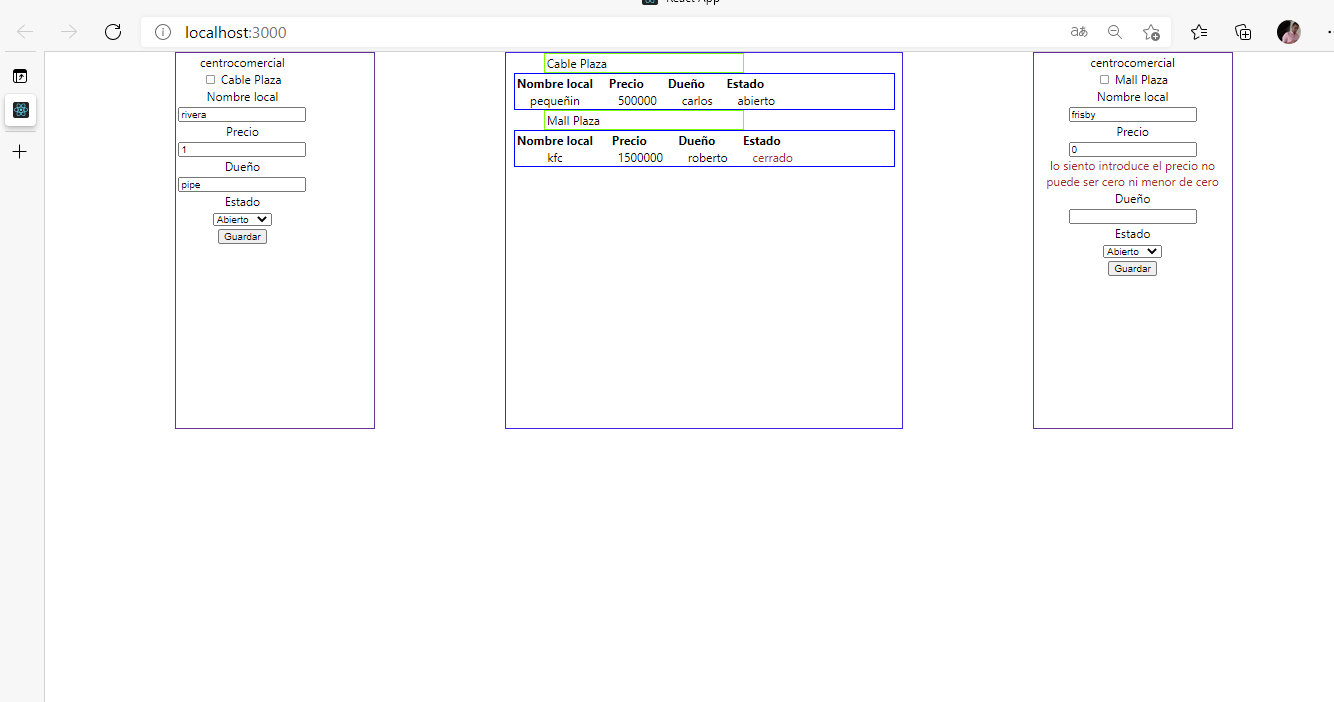 React App
localhost:3000
centrocomercial
Cable Plaza
Nombre local
rivera
Precio
1
Dueño
pipe
Estado
Abierto
Guardar
Cable Plaza
Nombre local Precio Dueño Estado
pequeñin 500000 carlos abierto
Mall Plaza
Nombre local Precio Dueño Estado
kfc 1500000 roberto cerrado
centrocomercial
Mall Plaza
Nombre local
frisby
Precio
0
lo siento introduce el precio no
puede ser cero ni menor de cero
Dueño
Estado
Abierto
Guardar